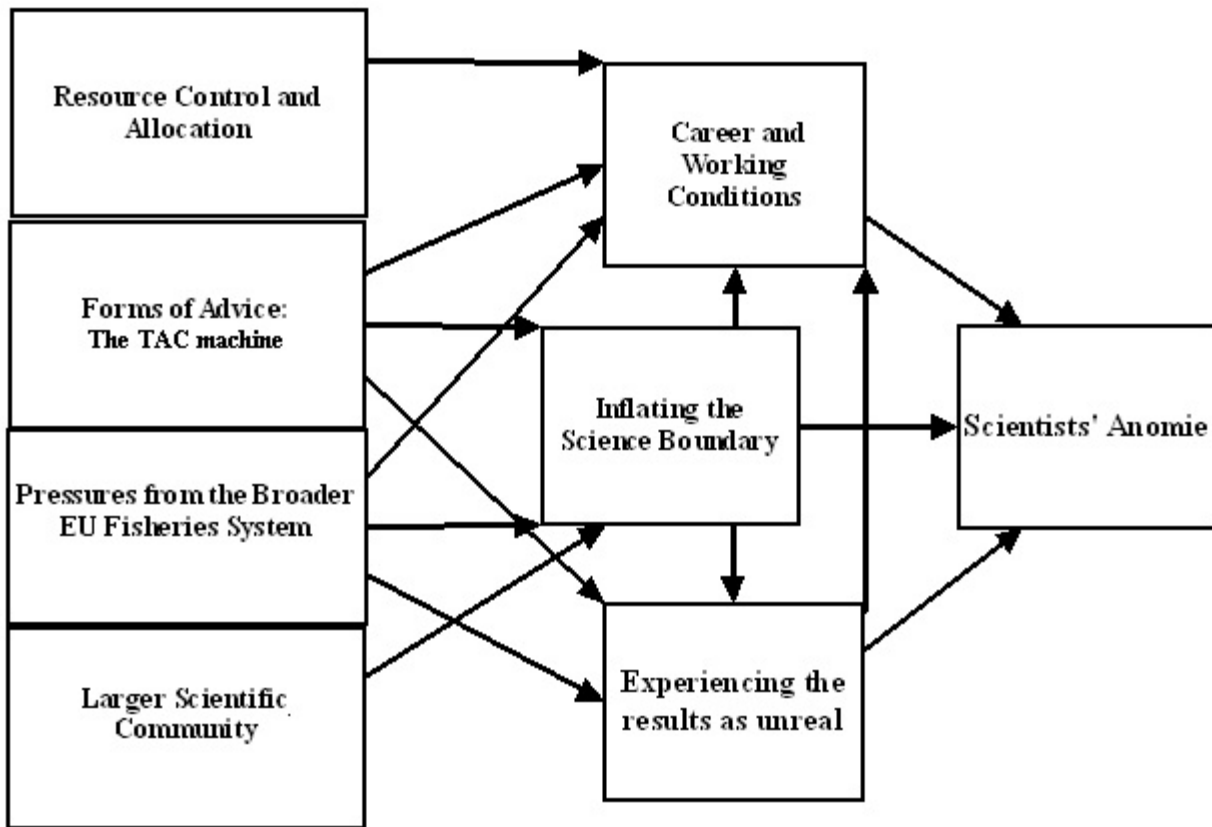 Resource Control and
Allocation
Forms of Advice:
The TAC machine
Pressures from the Broader
EU Fisheries System
Larger Scientific
Community
Career and
Working
Conditions
Inflating the
Science Boundary
Experiencing the
results as unreal
Scientists' Anomie